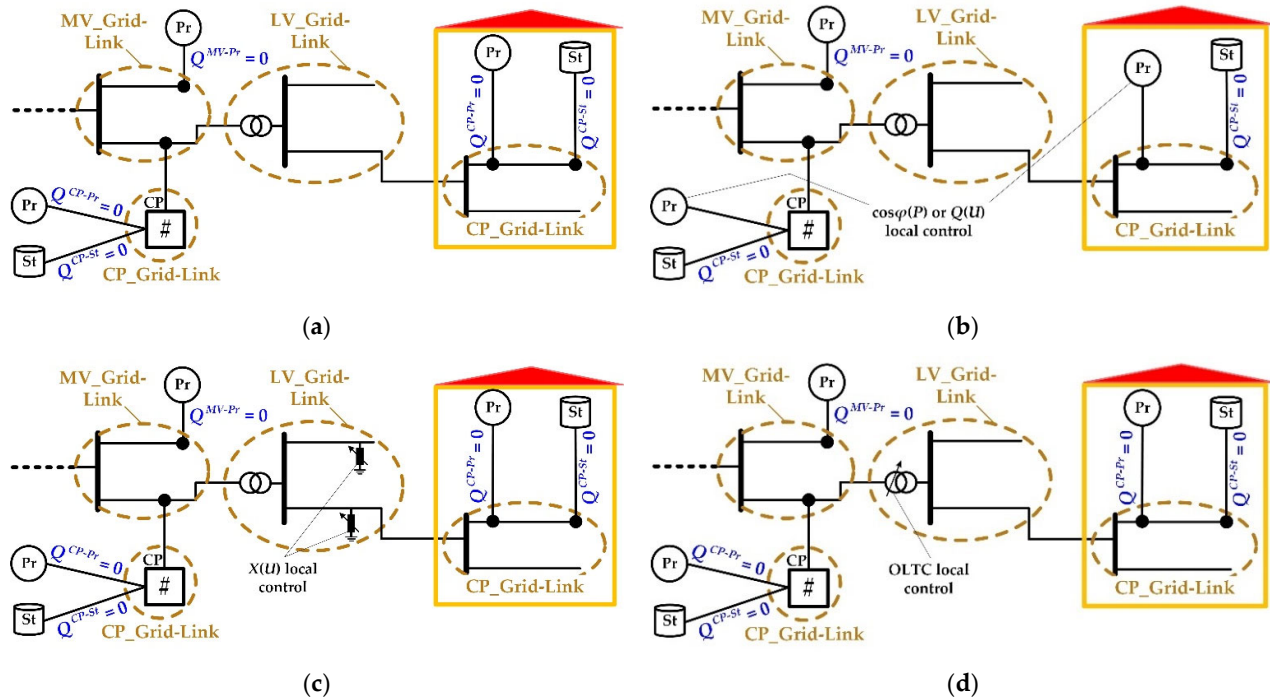 MV_Grid-
Link
Pr
LV_Grid-
Link
Q^MV-Pr = 0
Pr
St
Q^CP-Pr = 0
Q^CP-St = 0
Pr
Q^CP-Pr = 0
CP
#
St
Q^CP-St = 0
CP_Grid-Link
CP_Grid-Link
(a)
MV_Grid-
Link
Pr
LV_Grid-
Link
Q^MV-Pr = 0
Pr
St
Q^CP-St = 0
Pr
CP
#
cosφ(P) or Q(U)
local control
St
Q^CP-St = 0
CP_Grid-Link
CP_Grid-Link
(b)
MV_Grid-
Link
Pr
LV_Grid-
Link
Q^MV-Pr = 0
Pr
St
Q^CP-Pr = 0
Q^CP-St = 0
Pr
Q^CP-Pr = 0
CP
#
X(U) local
control
St
Q^CP-St = 0
CP_Grid-Link
CP_Grid-Link
(c)
MV_Grid-
Link
Pr
LV_Grid-
Link
Q^MV-Pr = 0
Pr
St
Q^CP-Pr = 0
Q^CP-St = 0
Pr
Q^CP-Pr = 0
CP
#
OLTC local
control
St
Q^CP-St = 0
CP_Grid-Link
CP_Grid-Link
(d)